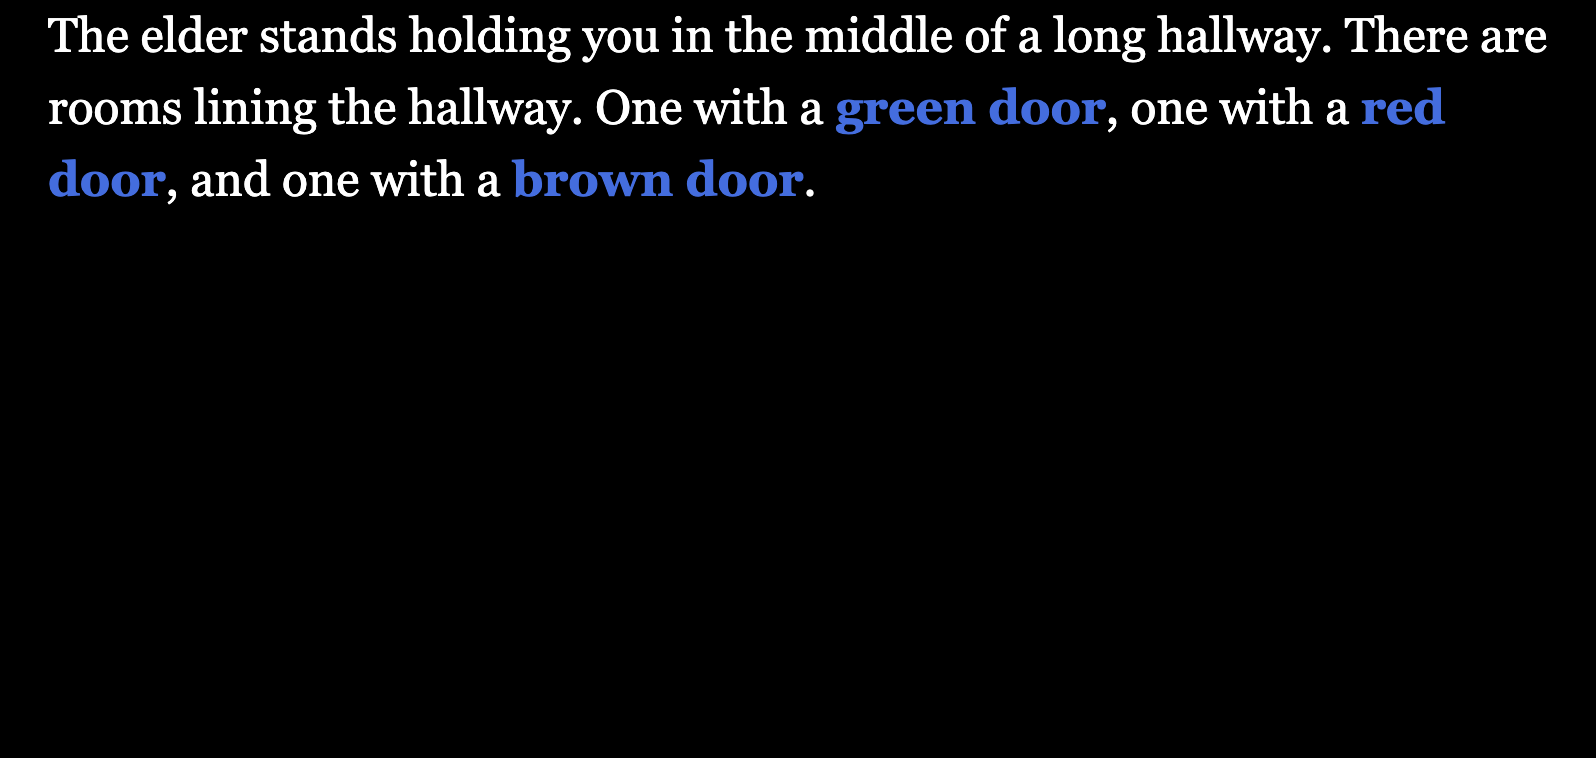 The elder stands holding you in the middle of a long hallway. There are
rooms lining the hallway. One with a green door, one with a red
door, and one with a brown door.